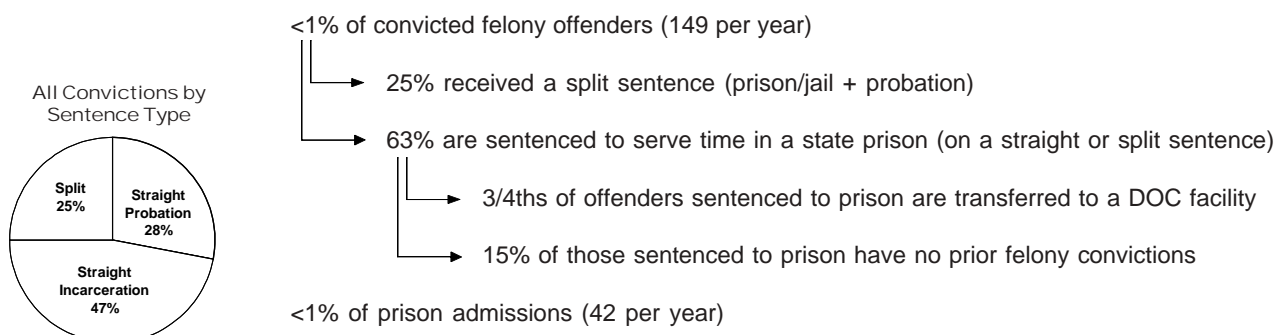 <1% of convicted felony offenders (149 per year)
25% received a split sentence (prison/jail + probation)
All Convictions by
Sentence Type
63% are sentenced to serve time in a state prison (on a straight or split sentence)
Split
25%
Straight
Probation
28%
3/4ths of offenders sentenced to prison are transferred to a DOC facility
15% of those sentenced to prison have no prior felony convictions
Straight
Incarceration
47%
<1% of prison admissions (42 per year)